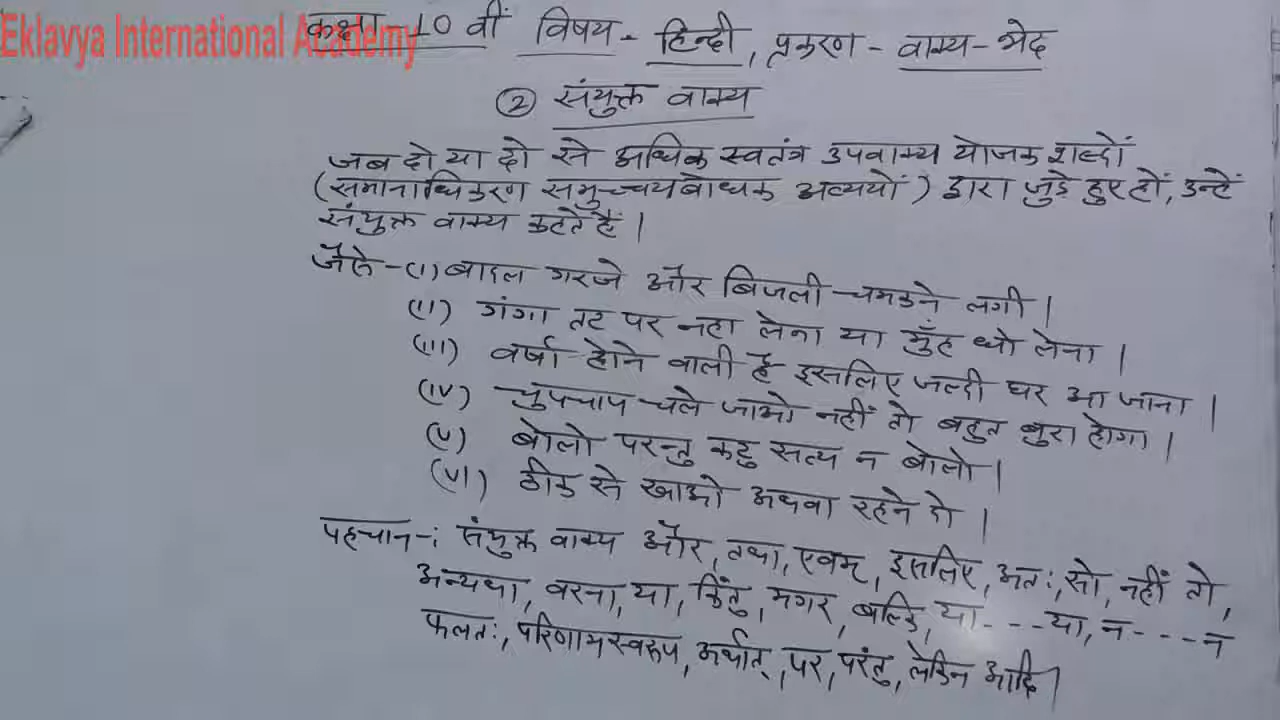 Eklavya International Academy
कक्षा-10 वीं विषय - हिन्दी, प्रकरण - वाक्य-भेद
② संयुक्त वाक्य
जब दो या दो से अधिक स्वतंत्र उपवाक्य योजक शब्दों
(समानाधिकरण समुच्चयबोधक अव्ययों) द्वारा जुड़े हुए हों, उन्हें
संयुक्त वाक्य कहते हैं।
जैसे - (i) बादल गरजे और बिजली चमकने लगी।
(ii) गंगा तट पर नहा लेना या मुँह धो लेना।
(iii) वर्षा होने वाली है इसलिए जल्दी घर आ जाना।
(iv) चुपचाप चले जाओ नहीं तो बहुत बुरा होगा।
(v) बोलो परन्तु कटु सत्य न बोलो।
(vi) ठीक से खाओ अथवा रहने दो।
पहचान-: संयुक्त वाक्य और, तथा, एवम्, इसलिए, अतः, सो, नहीं तो,
अन्यथा, वरना, या, किंतु, मगर, बल्कि, या----या, न----न
फलतः, परिणामस्वरूप, अर्थात्, पर, परंतु, लेकिन आदि।